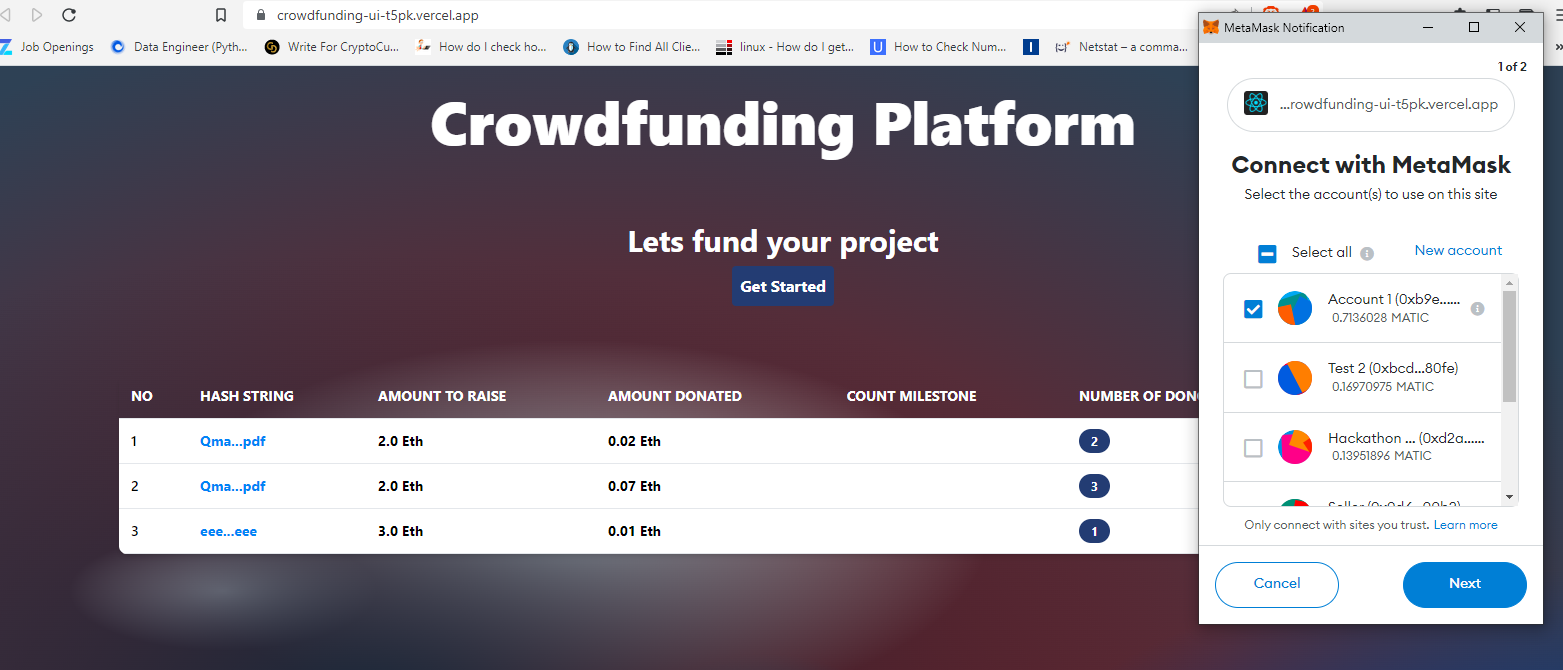 crowdfunding-ui-t5pk.vercel.app
Job Openings
Data Engineer (Pyth...
Write For CryptoCu...
How do I check ho...
How to Find All Clie...
linux - How do I get...
U How to Check Num...
I
Netstat – a comma...
Crowdfunding Platform
Lets fund your project
Get Started
NO HASH STRING AMOUNT TO RAISE AMOUNT DONATED COUNT MILESTONE NUMBER OF DON
1 Qma...pdf 2.0 Eth 0.02 Eth 2
2 Qma...pdf 2.0 Eth 0.07 Eth 3
3 eee...eee 3.0 Eth 0.01 Eth 1
MetaMask Notification
1 of 2
...rowdfunding-ui-t5pk.vercel.app
Connect with MetaMask
Select the account(s) to use on this site
Select all New account
Account 1 (0xb9e......
0.7136028 MATIC
Test 2 (0xbcd...80fe)
0.16970975 MATIC
Hackathon ... (0xd2a......
0.13951896 MATIC
Only connect with sites you trust. Learn more
Cancel Next